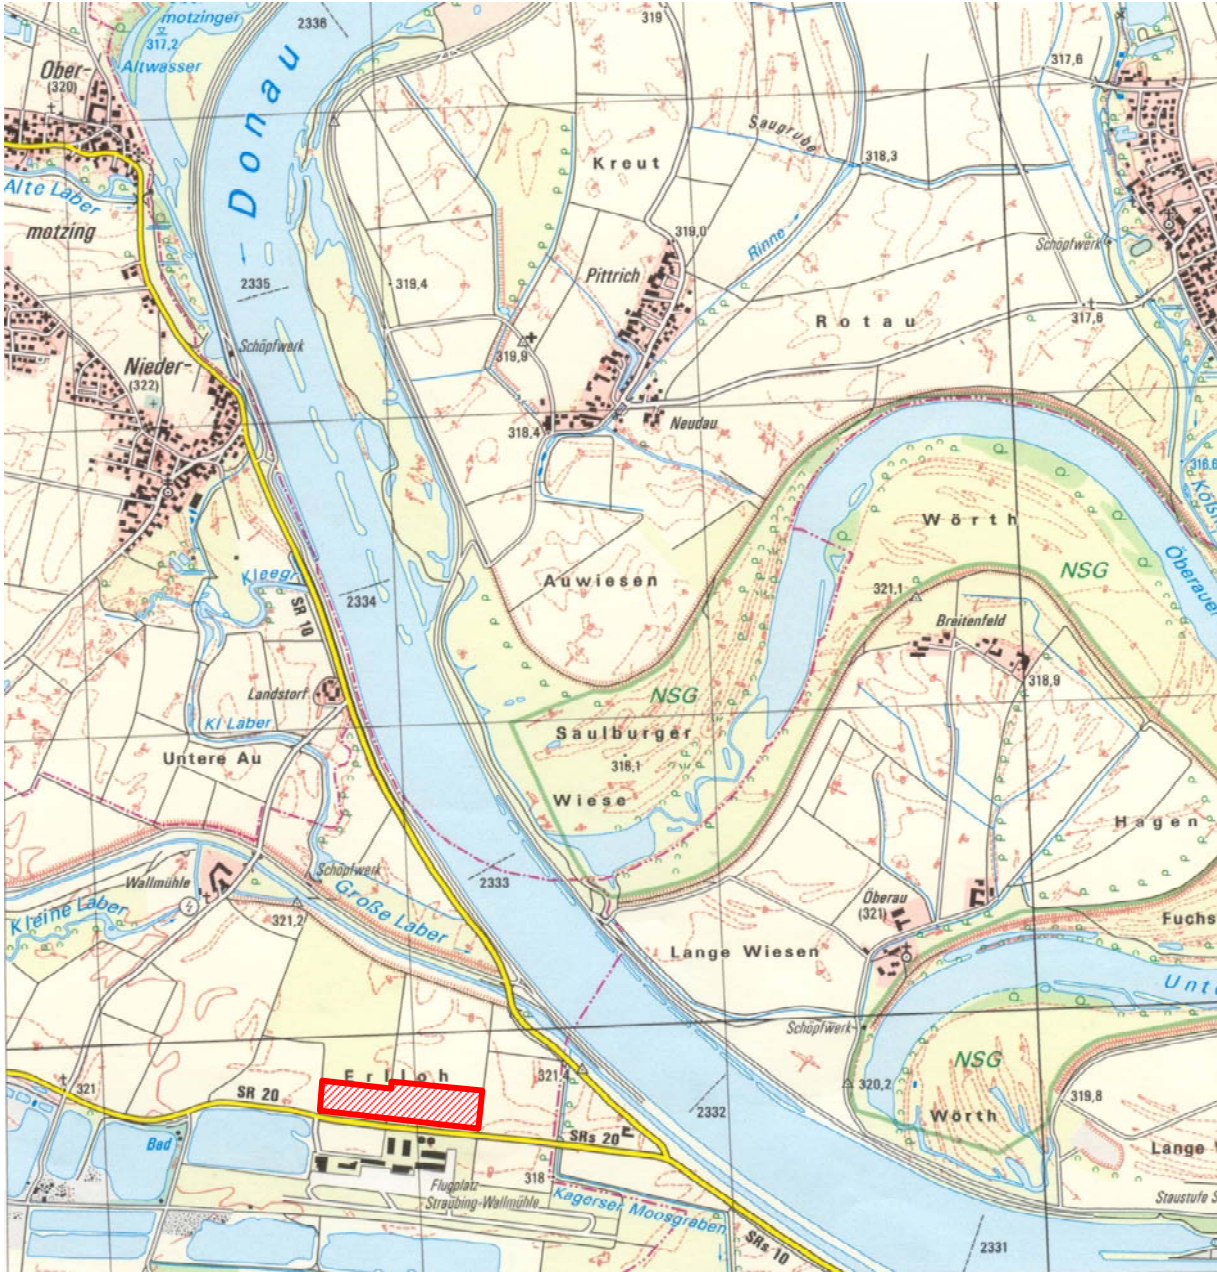 motzinger
317,2
Altwasser
Ober-
(320)
Alte Laber
motzing
Donau
2336
2335
319
319,4
Kreut
Saugrube
318,3
317,6
Rinne
319,0
Pittrich
Schöpfwerk
Rotau
317,6
Schöpfwerk
Nieder-
(322)
319,9
318,4
Neudau
318,6
Wörth
NSG
Öberauer
Auwiesen
321,1
Breitenfeld
318,9
SR 10
2334
Landstorf
Kl Laber
Untere Au
NSG
Saulburger
318,1
Wiese
Hagen
Wallmühle
Schöpfwerk
Kleine Laber
Große Laber
321,2
2333
Öberau
(321)
Lange Wiesen
Fuchs
Unt
Schöpfwerk
NSG
320,2
Wörth
319,8
Lange
321
SR 20
Erlloh
321,4
2332
SRs 20
Bad
Flugplatz
Straubing-Wallmühle
318
Kagerser Moosgraben
SRs 10
2331
Staustufe S